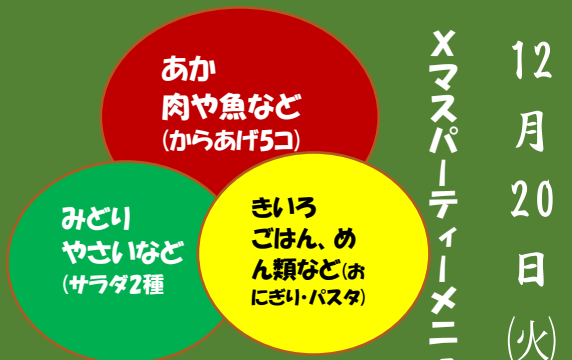 12月20日(火)
Xマスパーティーメニ
あか
肉や魚など
(からあげ5コ)
みどり
やさいなど
(サラダ2種
きいろ
ごはん、め
ん類など(お
にぎり・パスタ)